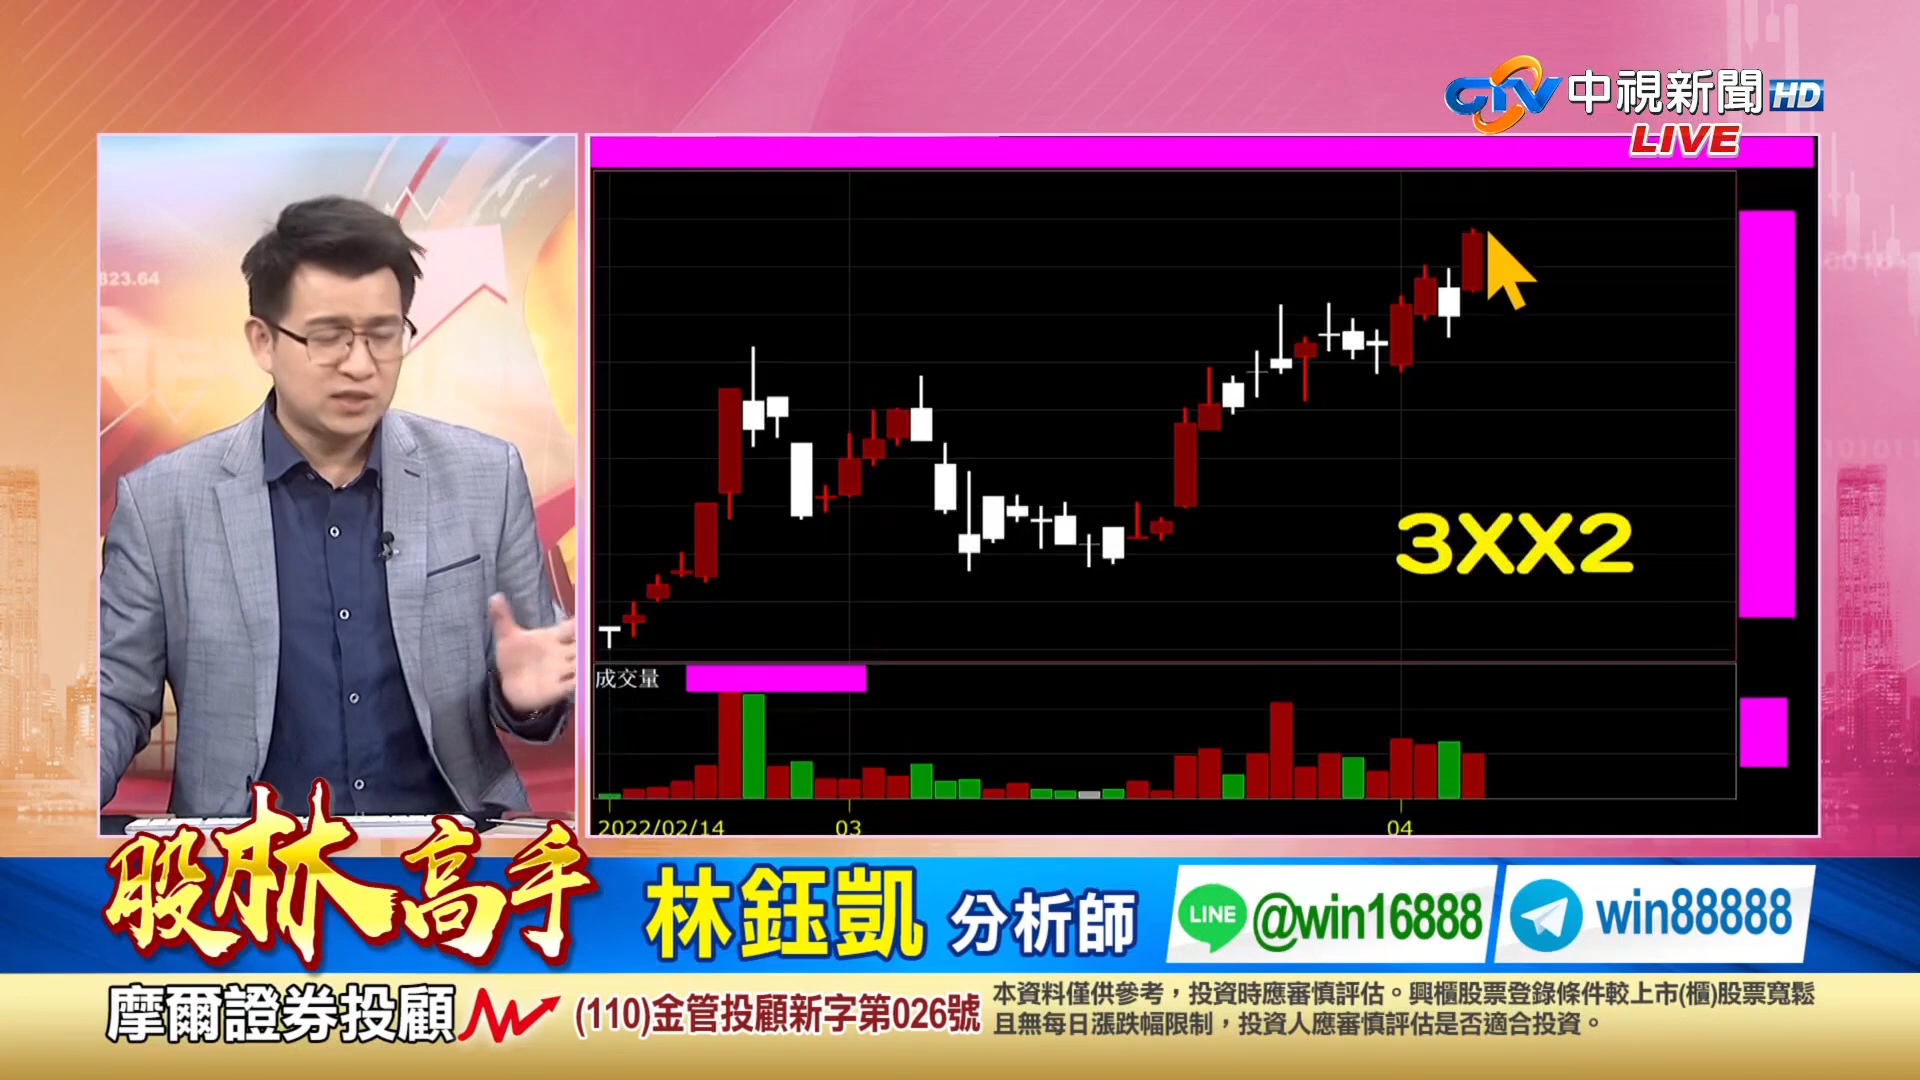 CTV 中視新聞 HD
LIVE
823.64
3XX2
成交量
2022/02/14 03 04
股林高手
林鈺凱 分析師
LINE @win16888
win88888
摩爾證券投顧
(110)金管投顧新字第026號
本資料僅供參考，投資時應審慎評估。興櫃股票登錄條件較上市(櫃)股票寬鬆
且無每日漲跌幅限制，投資人應審慎評估是否適合投資。